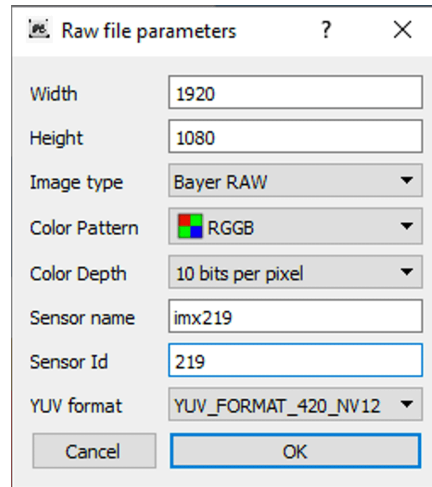 Raw file parameters ? X
Width 1920
Height 1080
Image type Bayer RAW
Color Pattern RGGB
Color Depth 10 bits per pixel
Sensor name imx219
Sensor Id 219
YUV format YUV_FORMAT_420_NV12
Cancel OK